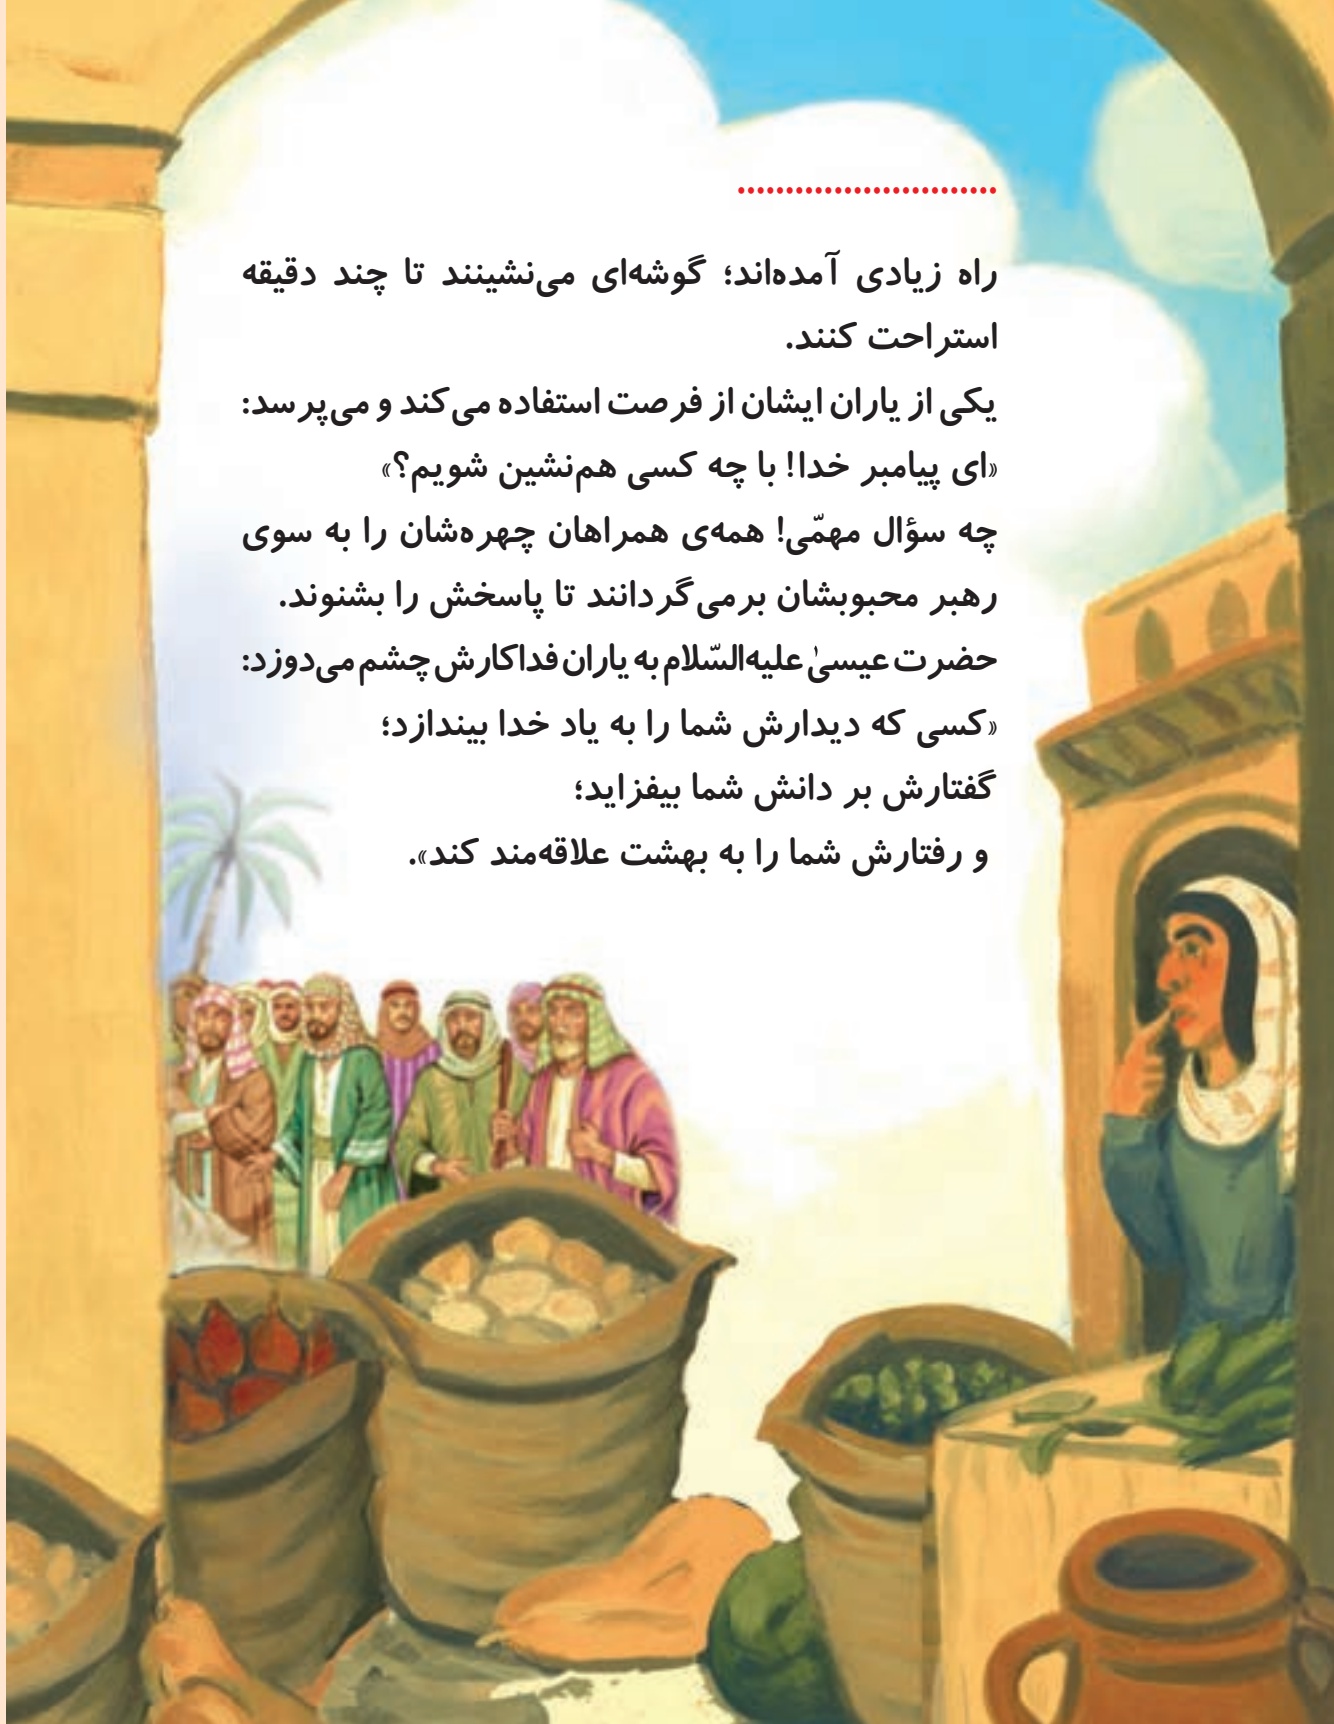 ..........................
راه زیادی آمده‌اند؛ گوشه‌ای می‌نشینند تا چند دقیقه
استراحت کنند.
یکی از یاران ایشان از فرصت استفاده می‌کند و می‌پرسد:
«ای پیامبر خدا! با چه کسی هم‌نشین شویم؟»
چه سؤال مهمّی! همه‌ی همراهان چهره‌شان را به سوی
رهبر محبوبشان برمی‌گردانند تا پاسخش را بشنوند.
حضرت عیسیٰ علیه‌السّلام به یاران فداکارش چشم می‌دوزد:
«کسی که دیدارش شما را به یاد خدا بیندازد؛
گفتارش بر دانش شما بیفزاید؛
و رفتارش شما را به بهشت علاقه‌مند کند».